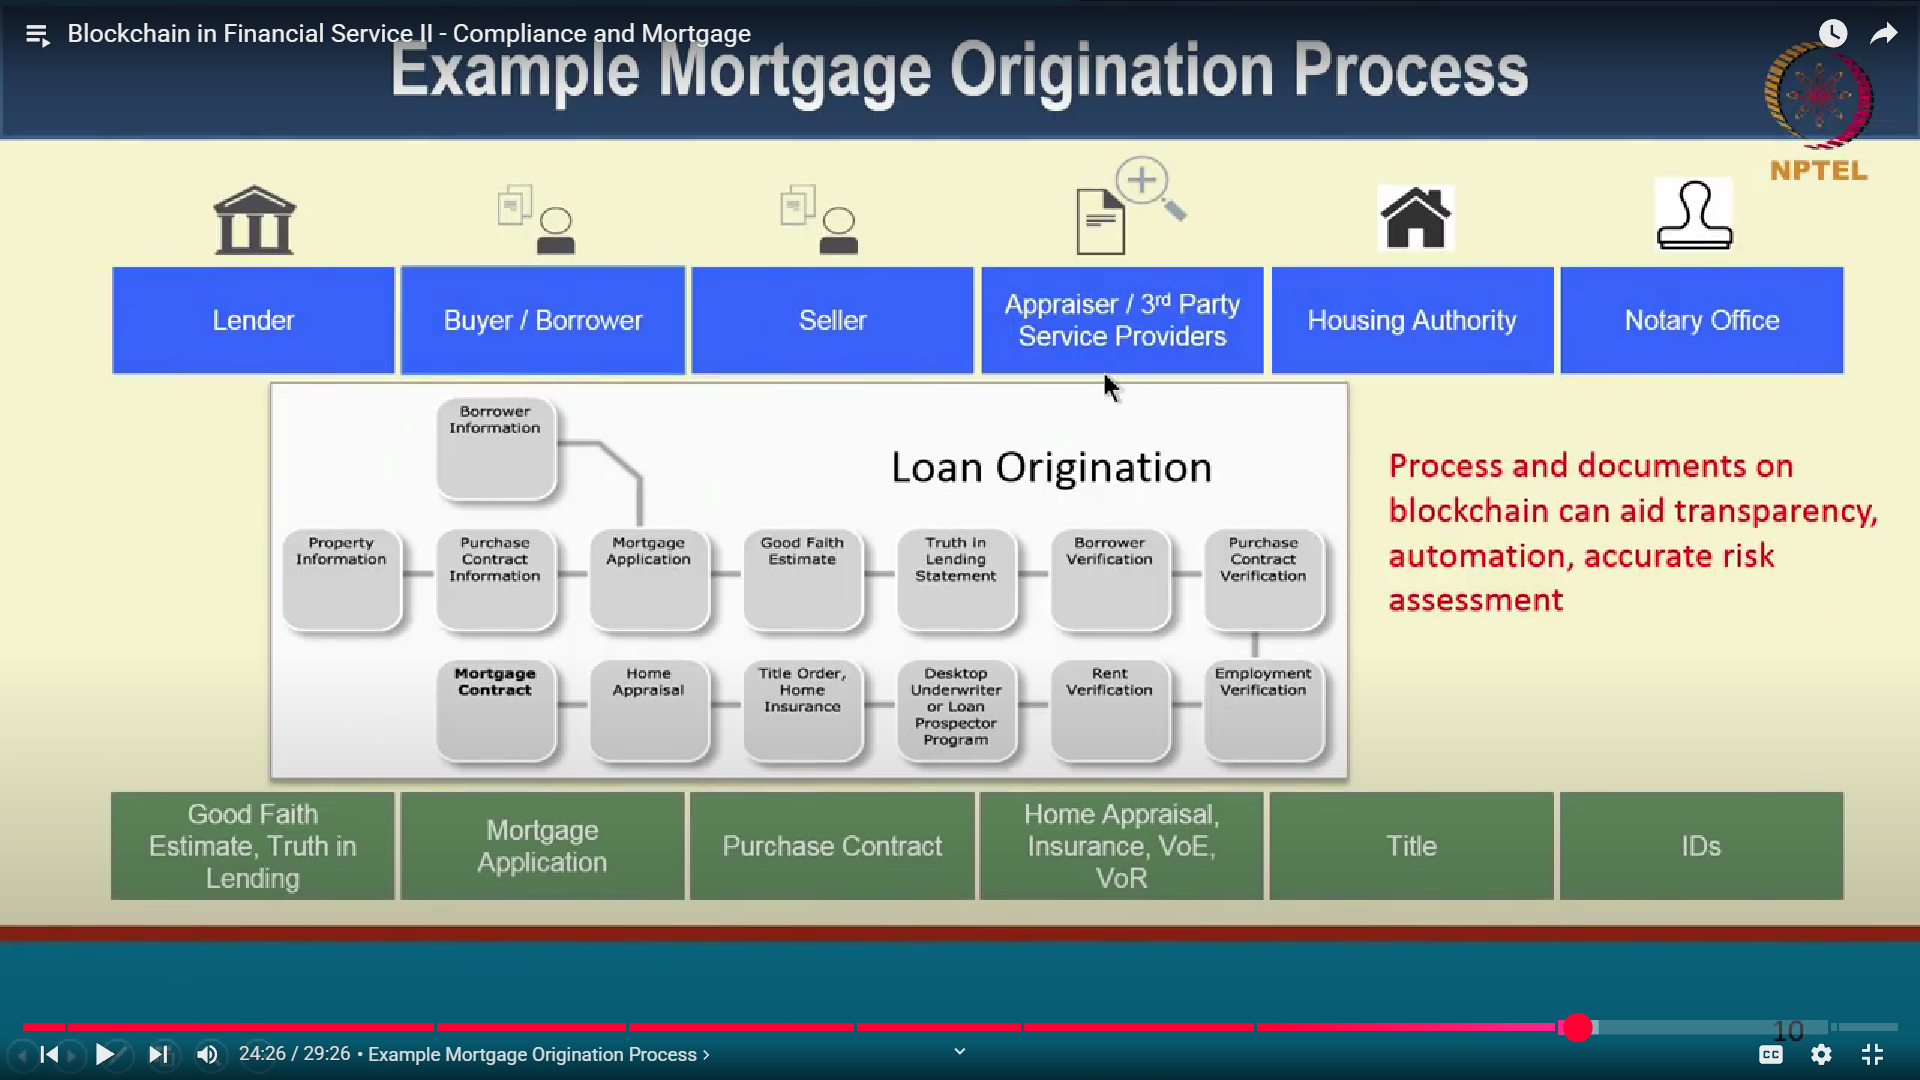 Blockchain in Financial Service II - Compliance and Mortgage
Example Mortgage Origination Process
NPTEL
Lender
Buyer / Borrower
Seller
Appraiser / 3rd Party
Service Providers
Housing Authority
Notary Office
Borrower
Information
Loan Origination
Property
Information
Purchase
Contract
Information
Mortgage
Application
Good Faith
Estimate
Truth in
Lending
Statement
Borrower
Verification
Purchase
Contract
Verification
Mortgage
Contract
Home
Appraisal
Title Order,
Home
Insurance
Desktop
Underwriter
or Loan
Prospector
Program
Rent
Verification
Employment
Verification
Process and documents on
blockchain can aid transparency,
automation, accurate risk
assessment
Good Faith
Estimate, Truth in
Lending
Mortgage
Application
Purchase Contract
Home Appraisal,
Insurance, VoE,
VoR
Title
IDs
10
24:26 / 29:26 • Example Mortgage Origination Process ›
CC